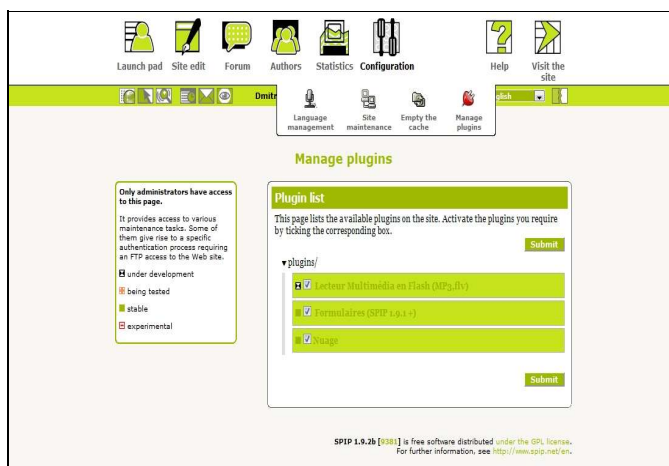 Launch pad Site edit Forum Authors Statistics Configuration Help Visit the
site
Dmitr
glish
Language
management
Site
maintenance
Empty the
cache
Manage
plugins
Manage plugins
Only administrators have access
to this page.
It provides access to various
maintenance tasks. Some of
them give rise to a specific
authentication process requiring
an FTP access to the Web site.
under development
being tested
stable
experimental
Plugin list
This page lists the available plugins on the site. Activate the plugins you require
by ticking the corresponding box.
Submit
plugins/
Lecteur Multimédia en Flash (MP3,flv)
Formulaires (SPIP 1.9.1+)
Nuage
Submit
SPIP 1.9.2b [9381] is free software distributed under the GPL license.
For further information, see http://www.spip.net/en.